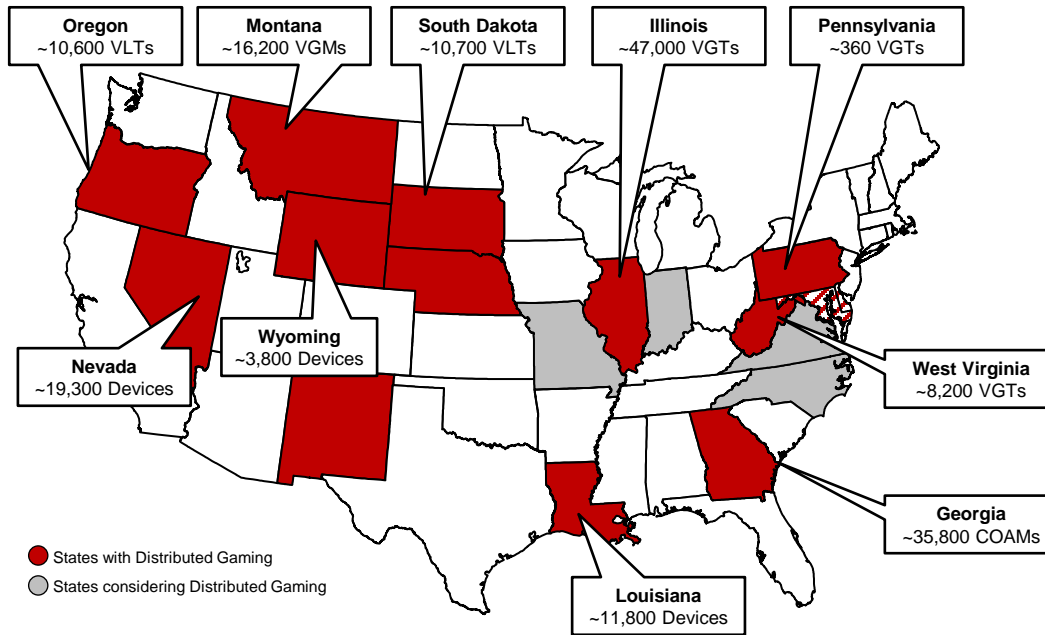 Oregon
~10,600 VLTs
Montana
~16,200 VGMs
South Dakota
~10,700 VLTs
Illinois
~47,000 VGTs
Pennsylvania
~360 VGTs
Wyoming
~3,800 Devices
Nevada
~19,300 Devices
West Virginia
~8,200 VGTs
Georgia
~35,800 COAMs
Louisiana
~11,800 Devices
States with Distributed Gaming
States considering Distributed Gaming